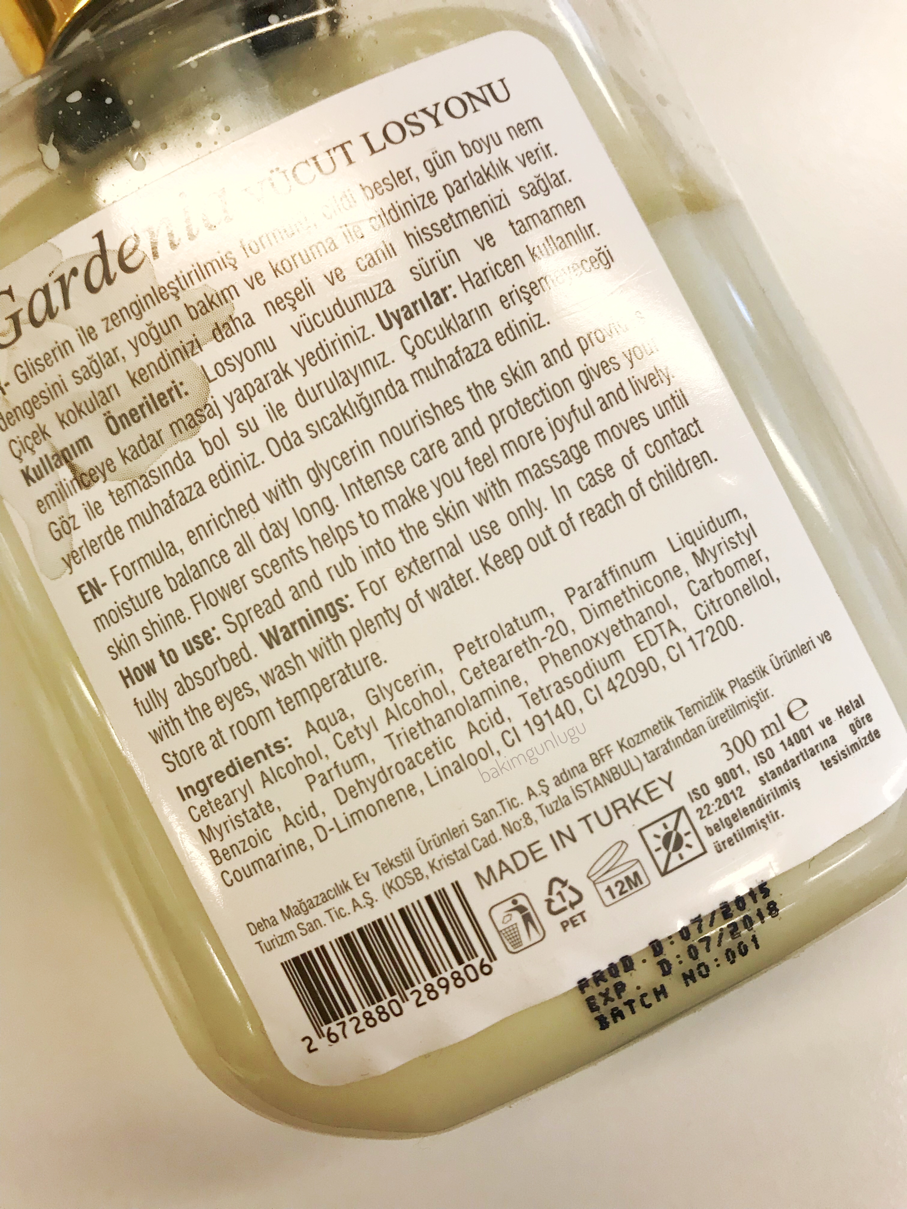 Gardenia VÜCUT LOSYONU
- Gliserin ile zenginleştirilmiş formülü, cildi besler, gün boyu nem
dengesini sağlar, yoğun bakım ve koruma ile cildinize parlaklık verir.
Çiçek kokuları kendinizi daha neşeli ve canlı hissetmenizi sağlar.
Kullanım Önerileri: Losyonu vücudunuza sürün ve tamamen
emilinceye kadar masaj yaparak yediriniz. Uyarılar: Haricen kullanılır.
Göz ile temasında bol su ile durulayınız. Çocukların erişemeyeceği
yerlerde muhafaza ediniz. Oda sıcaklığında muhafaza ediniz.
EN- Formula, enriched with glycerin nourishes the skin and provides
moisture balance all day long. Intense care and protection gives your
skin shine. Flower scents helps to make you feel more joyful and lively.
How to use: Spread and rub into the skin with massage moves until
fully absorbed. Warnings: For external use only. In case of contact
with the eyes, wash with plenty of water. Keep out of reach of children.
Store at room temperature.
Ingredients: Aqua, Glycerin, Petrolatum, Paraffinum Liquidum,
Cetearyl Alcohol, Cetyl Alcohol, Ceteareth-20, Dimethicone, Myristyl
Myristate, Parfum, Triethanolamine, Phenoxyethanol, Carbomer,
Benzoic Acid, Dehydroacetic Acid, Tetrasodium EDTA, Citronellol,
Coumarine, D-Limonene, Linalool, CI 19140, CI 42090, CI 17200.
bakimgunlugu
Deha Mağazacılık Ev Tekstil Ürünleri San.Tic. A.Ş adına BFF Kozmetik Temizlik Plastik Ürünleri ve
Turizm San. Tic. A.Ş. (KOSB, Kristal Cad. No:8, Tuzla İSTANBUL) tarafından üretilmiştir.
300 ml ℮
MADE IN TURKEY
ISO 9001, ISO 14001 ve Helal
22:2012 standartlarına göre
belgelendirilmiş tesisimizde
üretilmiştir.
PET
12M
2 672880 289806
PROD. D:07/2015
EXP. D:07/2018
BATCH NO:001